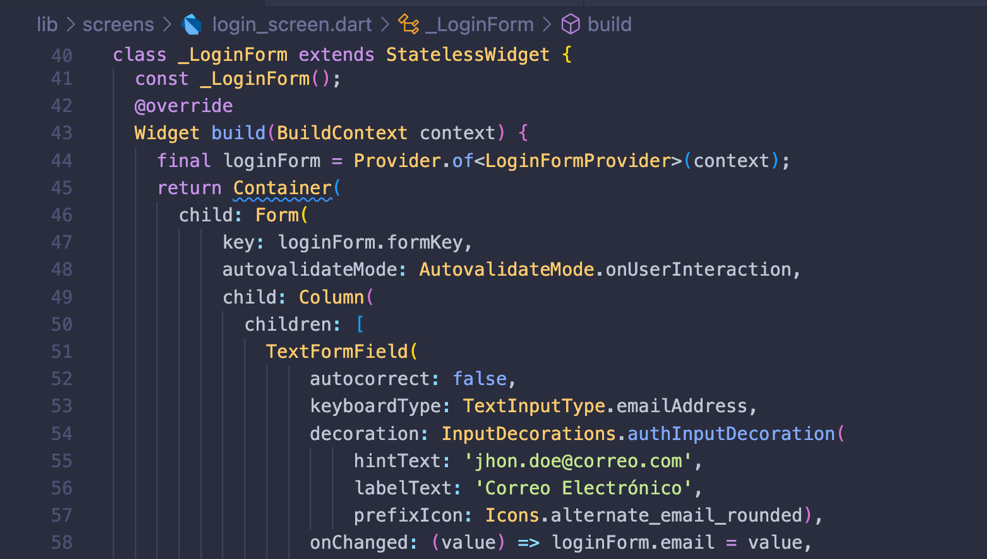 lib > screens > login_screen.dart > _LoginForm > build
40 class _LoginForm extends StatelessWidget {
41 const _LoginForm();
42 @override
43 Widget build(BuildContext context) {
44 final loginForm = Provider.of<LoginFormProvider>(context);
45 return Container(
46 child: Form(
47 key: loginForm.formKey,
48 autovalidateMode: AutovalidateMode.onUserInteraction,
49 child: Column(
50 children: [
51 TextFormField(
52 autocorrect: false,
53 keyboardType: TextInputType.emailAddress,
54 decoration: InputDecorations.authInputDecoration(
55 hintText: 'jhon.doe@correo.com',
56 labelText: 'Correo Electrónico',
57 prefixIcon: Icons.alternate_email_rounded),
58 onChanged: (value) => loginForm.email = value,